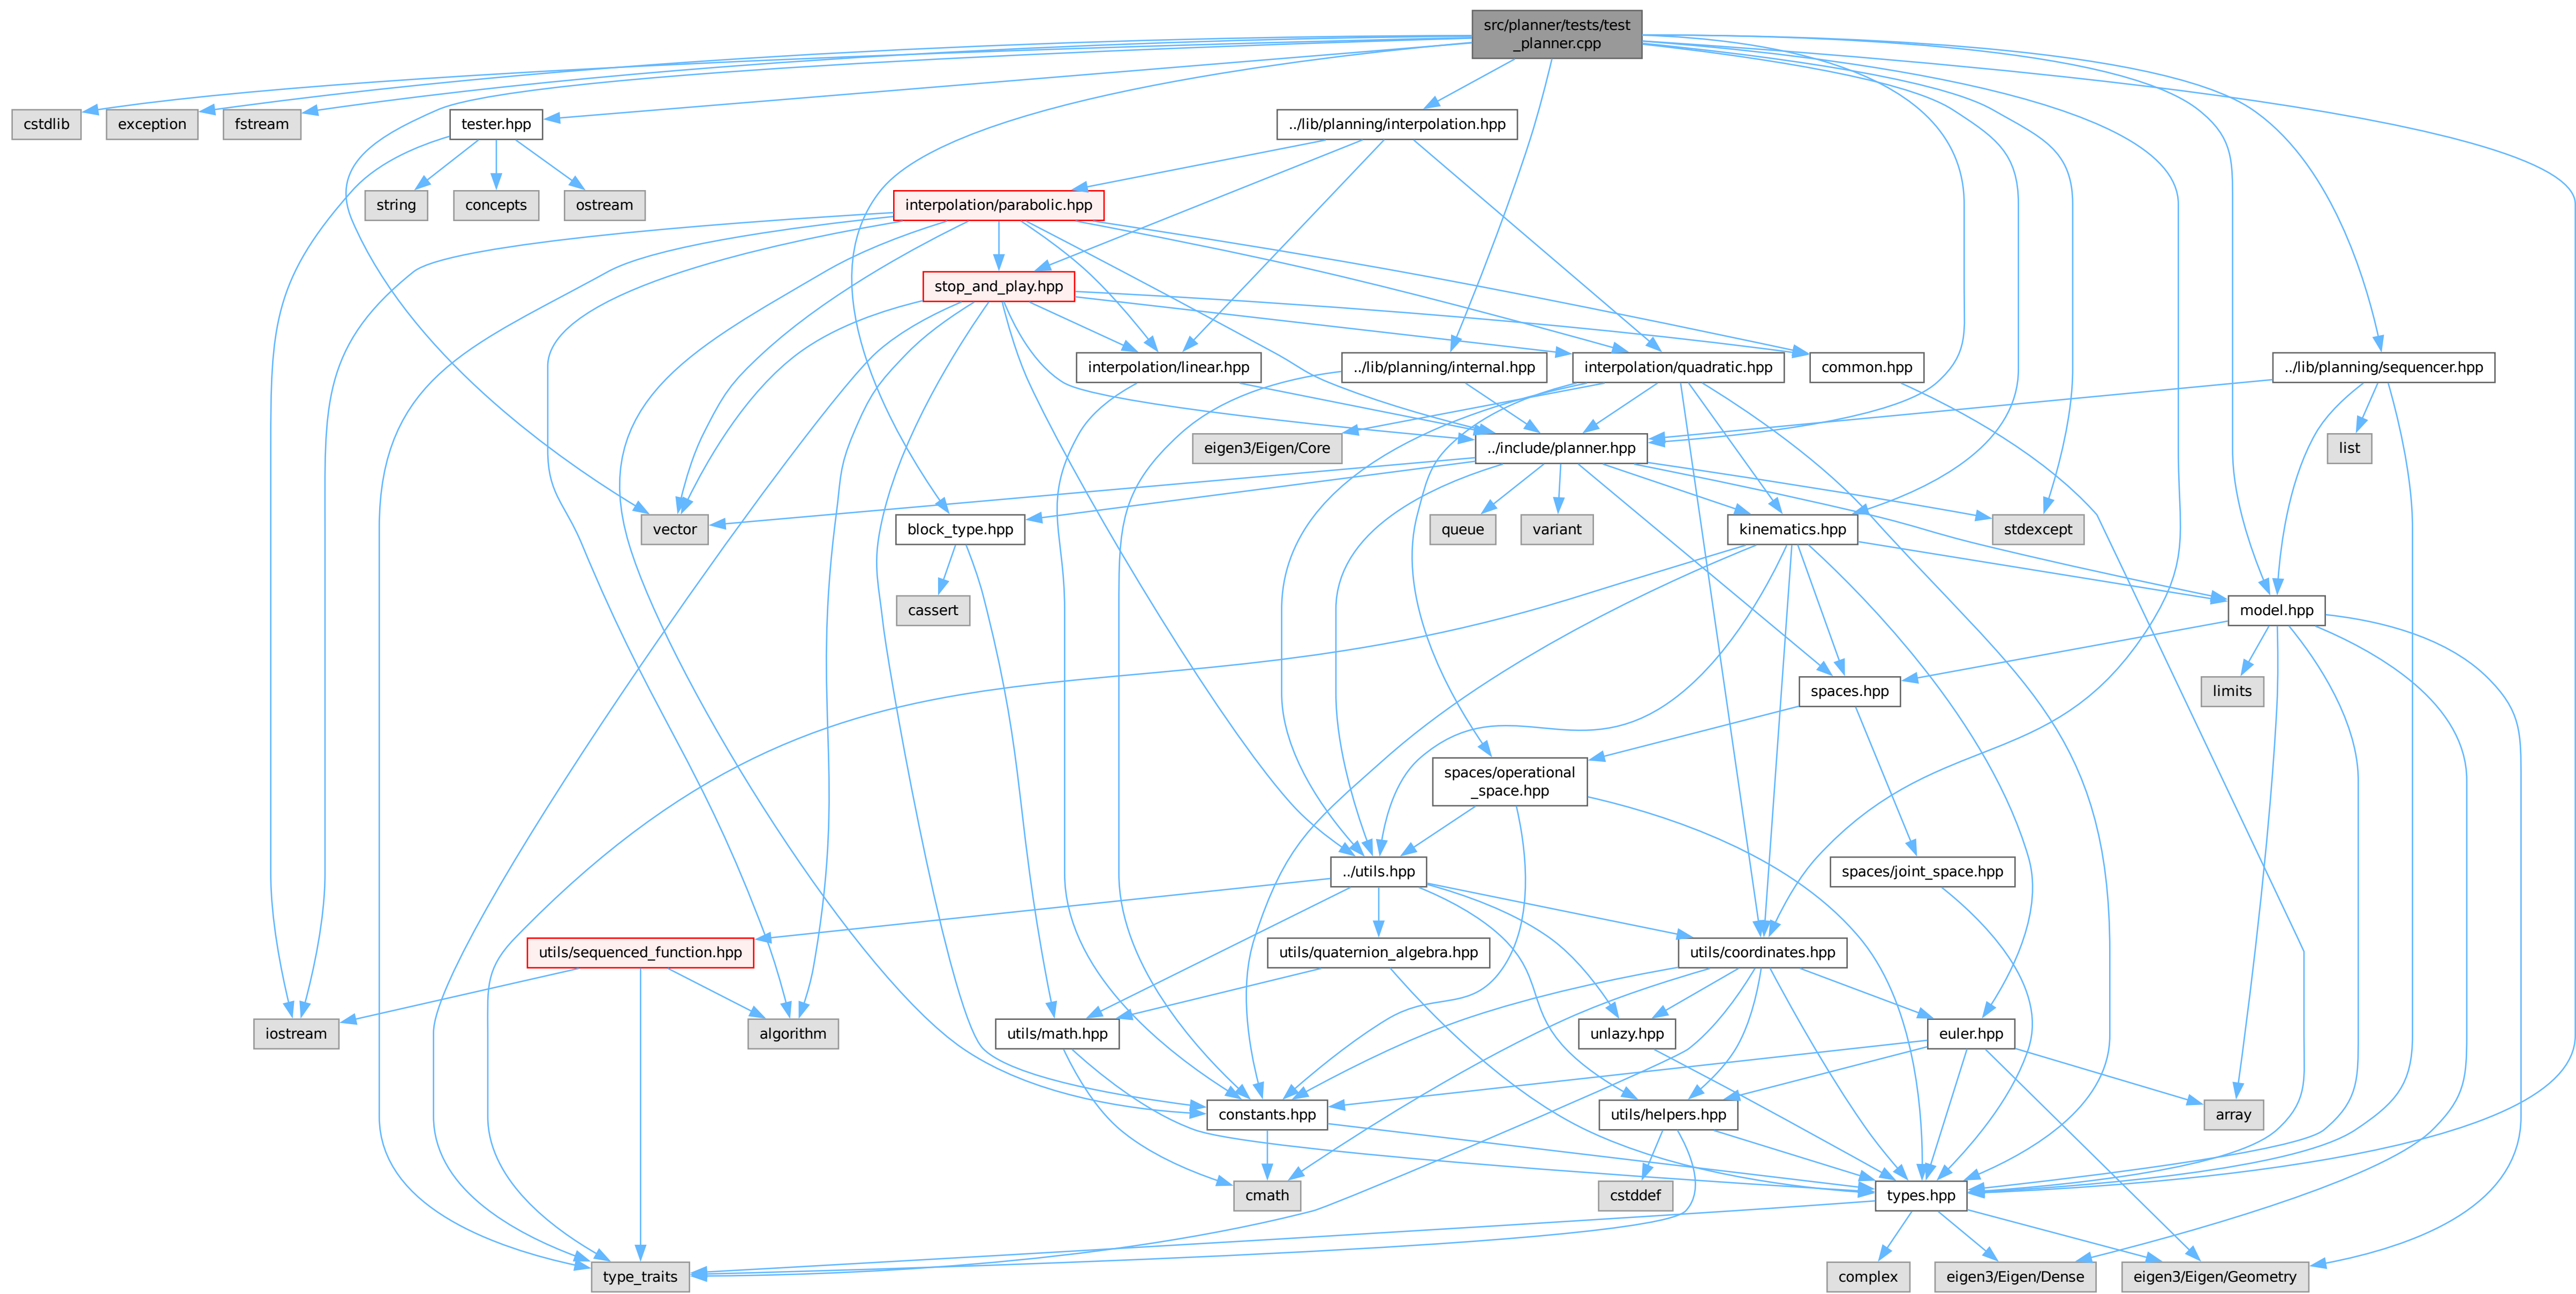 src/planner/tests/test
_planner.cpp
cstdlib
exception
fstream
tester.hpp
../lib/planning/interpolation.hpp
string
concepts
ostream
interpolation/parabolic.hpp
stop_and_play.hpp
interpolation/linear.hpp
../lib/planning/internal.hpp
interpolation/quadratic.hpp
common.hpp
../lib/planning/sequencer.hpp
eigen3/Eigen/Core
../include/planner.hpp
list
vector
block_type.hpp
queue
variant
kinematics.hpp
stdexcept
cassert
model.hpp
spaces.hpp
limits
spaces/operational
_space.hpp
../utils.hpp
spaces/joint_space.hpp
utils/sequenced_function.hpp
utils/quaternion_algebra.hpp
utils/coordinates.hpp
iostream
algorithm
utils/math.hpp
unlazy.hpp
euler.hpp
constants.hpp
utils/helpers.hpp
array
cmath
cstddef
types.hpp
type_traits
complex
eigen3/Eigen/Dense
eigen3/Eigen/Geometry